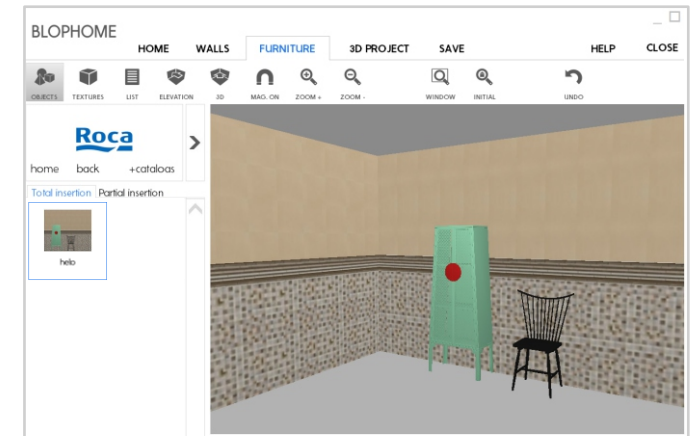 BLOPHOME
HOME WALLS FURNITURE 3D PROJECT SAVE HELP CLOSE
OBJECTS TEXTURES LIST ELEVATION 3D MAG. ON ZOOM + ZOOM - WINDOW INITIAL UNDO
Roca
home back +cataloas
Total insertion Partial insertion
helo